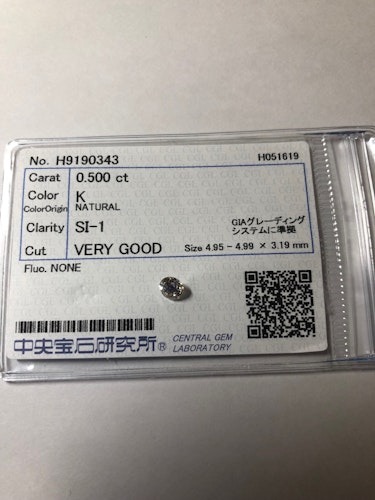 No. H9190343 H051619
Carat 0.500 ct
Color K
ColorOrigin NATURAL
Clarity SI-1
GIAグレーディング
システムに準拠
Cut VERY GOOD Size 4.95 - 4.99 × 3.19 mm
Fluo. NONE
中央宝石研究所® CENTRAL GEM
LABORATORY